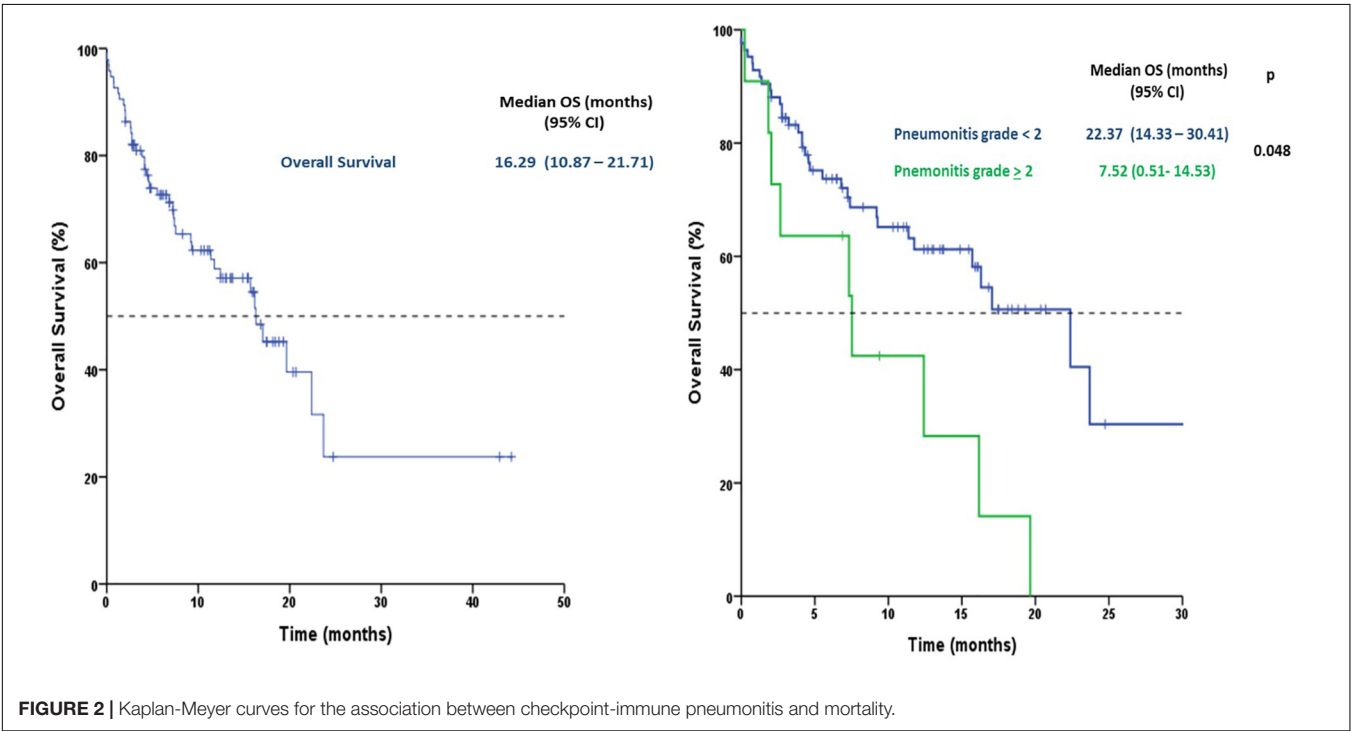 Overall Survival (%)
100
80
60
40
20
0
0 10 20 30 40 50
Time (months)
Median OS (months)
(95% CI)
Overall Survival 16.29 (10.87 – 21.71)
Overall Survival (%)
100
80
60
40
20
0
0 5 10 15 20 25 30
Time (months)
Median OS (months) p
(95% CI)
Pneumonitis grade < 2 22.37 (14.33 – 30.41)
0.048
Pnemonitis grade ≥ 2 7.52 (0.51- 14.53)
FIGURE 2 | Kaplan-Meyer curves for the association between checkpoint-immune pneumonitis and mortality.